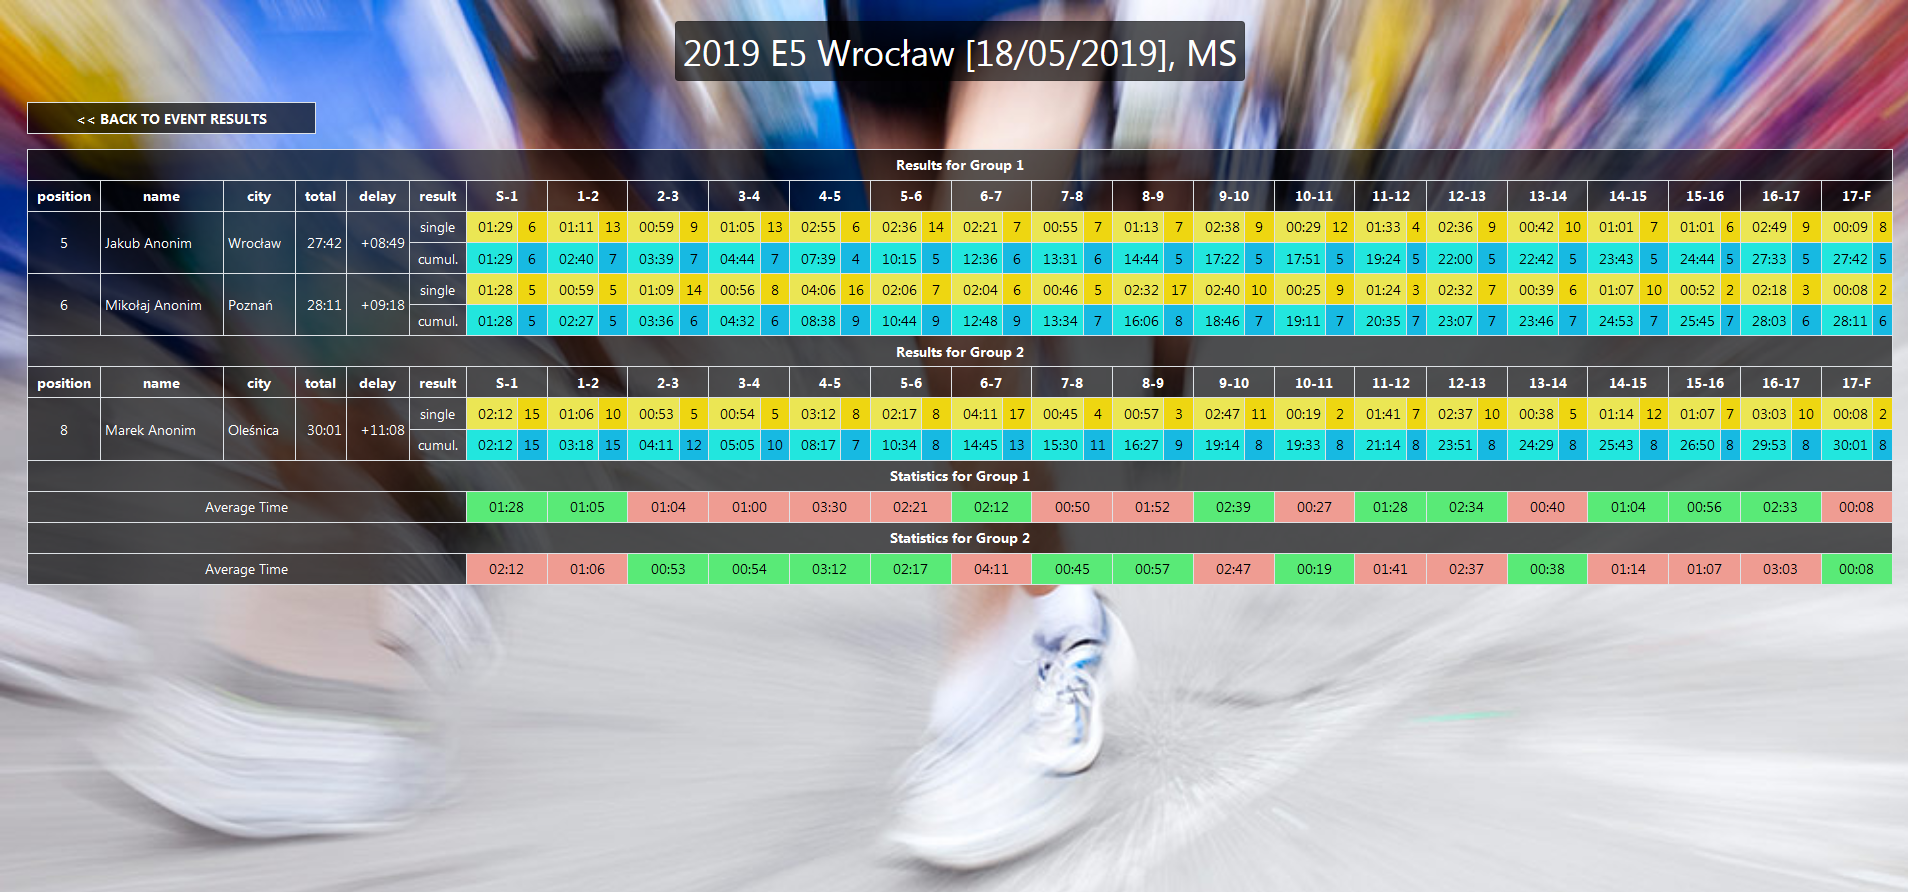 2019 E5 Wrocław [18/05/2019], MS
<< BACK TO EVENT RESULTS
Results for Group 1
position name city total delay result S-1 1-2 2-3 3-4 4-5 5-6 6-7 7-8 8-9 9-10 10-11 11-12 12-13 13-14 14-15 15-16 16-17 17-F
5 Jakub Anonim Wrocław 27:42 +08:49
single 01:29 6 01:11 13 00:59 9 01:05 13 02:55 6 02:36 14 02:21 7 00:55 7 01:13 7 02:38 9 00:29 12 01:33 4 02:36 9 00:42 10 01:01 7 01:01 6 02:49 9 00:09 8
cumul. 01:29 6 02:40 7 03:39 7 04:44 7 07:39 4 10:15 5 12:36 6 13:31 6 14:44 5 17:22 5 17:51 5 19:24 5 22:00 5 22:42 5 23:43 5 24:44 5 27:33 5 27:42 5
6 Mikołaj Anonim Poznań 28:11 +09:18
single 01:28 5 00:59 5 01:09 14 00:56 8 04:06 16 02:06 7 02:04 6 00:46 5 02:32 17 02:40 10 00:25 9 01:24 3 02:32 7 00:39 6 01:07 10 00:52 2 02:18 3 00:08 2
cumul. 01:28 5 02:27 5 03:36 6 04:32 6 08:38 9 10:44 9 12:48 9 13:34 7 16:06 8 18:46 7 19:11 7 20:35 7 23:07 7 23:46 7 24:53 7 25:45 7 28:03 6 28:11 6
Results for Group 2
position name city total delay result S-1 1-2 2-3 3-4 4-5 5-6 6-7 7-8 8-9 9-10 10-11 11-12 12-13 13-14 14-15 15-16 16-17 17-F
8 Marek Anonim Oleśnica 30:01 +11:08
single 02:12 15 01:06 10 00:53 5 00:54 5 03:12 8 02:17 8 04:11 17 00:45 4 00:57 3 02:47 11 00:19 2 01:41 7 02:37 10 00:38 5 01:14 12 01:07 7 03:03 10 00:08 2
cumul. 02:12 15 03:18 15 04:11 12 05:05 10 08:17 7 10:34 8 14:45 13 15:30 11 16:27 9 19:14 8 19:33 8 21:14 8 23:51 8 24:29 8 25:43 8 26:50 8 29:53 8 30:01 8
Statistics for Group 1
Average Time 01:28 01:05 01:04 01:00 03:30 02:21 02:12 00:50 01:52 02:39 00:27 01:28 02:34 00:40 01:04 00:56 02:33 00:08
Statistics for Group 2
Average Time 02:12 01:06 00:53 00:54 03:12 02:17 04:11 00:45 00:57 02:47 00:19 01:41 02:37 00:38 01:14 01:07 03:03 00:08